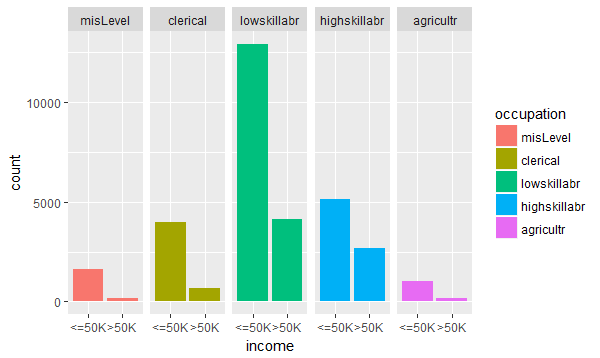 misLevel clerical lowskillabr highskillabr agricultr
count
10000
5000
0
<=50K >50K <=50K >50K <=50K >50K <=50K >50K <=50K >50K
income
occupation
misLevel
clerical
lowskillabr
highskillabr
agricultr